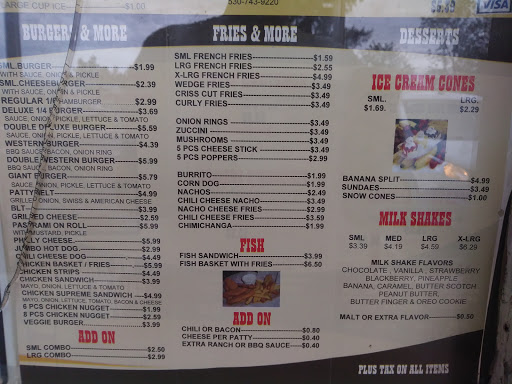 LARGE CUP ICE $1.00
530-743-9220
$6.49
VISA
BURGERS & MORE
SML BURGER $1.99
WITH SAUCE, ONION & PICKLE
SML CHEESEBURGER $2.39
WITH SAUCE, ONION & PICKLE
REGULAR HAMBURGER $2.99
DELUXE 1/4 BURGER $3.69
SAUCE, ONION, PICKLE, LETTUCE & TOMATO
DOUBLE DELUXE BURGER $5.59
SAUCE, ONION, PICKLE, LETTUCE & TOMATO
WESTERN BURGER $4.39
BBQ SAUCE, BACON, ONION RING
DOUBLE WESTERN BURGER $5.79
BBQ SAUCE, BACON, ONION RING
GIANT BURGER $5.79
SAUCE, ONION, PICKLE, LETTUCE & TOMATO
PATTY MELT $4.99
GRILLED ONION, SWISS & AMERICAN CHEESE
BLT $3.99
GRILLED CHEESE $2.59
PASTRAMI ON ROLL $5.59
WITH MUSTARD, PICKLE
PHILLY CHEESE $5.99
JUMBO HOT DOG $2.99
CHILI CHEESE DOG $4.49
CHICKEN BASKET / FRIES $5.99
CHICKEN STRIPS $4.49
CHICKEN SANDWICH $3.99
MAYO, ONION, LETTUCE & TOMATO
CHICKEN SUPREME SANDWICH $4.99
MAYO, ONION, LETTUCE, TOMATO, BACON & CHEESE
6 PCS CHICKEN NUGGET $1.99
8 PCS CHICKEN NUGGET $2.59
VEGGIE BURGER $3.99
ADD ON
SML COMBO $2.50
LRG COMBO $2.99
FRIES & MORE
SML FRENCH FRIES $1.59
LRG FRENCH FRIES $2.55
X-LRG FRENCH FRIES $4.99
WEDGE FRIES $3.49
CRISS CUT FRIES $3.49
CURLY FRIES $3.49
ONION RINGS $3.49
ZUCCINI $3.49
MUSHROOMS $3.49
5 PCS CHEESE STICK $3.49
5 PCS POPPERS $2.99
BURRITO $1.99
CORN DOG $1.99
NACHOS $2.49
CHILI CHEESE NACHO $3.49
NACHO CHEESE FRIES $2.99
CHILI CHEESE FRIES $3.59
CHIMICHANGA $1.99
FISH
FISH SANDWICH $3.99
FISH BASKET WITH FRIES $6.50
ADD ON
CHILI OR BACON $0.80
CHEESE PER PATTY $0.40
EXTRA RANCH OR BBQ SAUCE $0.40
DESSERTS
ICE CREAM CONES
SML. LRG.
$1.69. $2.29
BANANA SPLIT $4.99
SUNDAES $3.49
SNOW CONES $1.00
MILK SHAKES
SML MED LRG X-LRG
$3.39 $4.19 $4.59 $6.29
MILK SHAKE FLAVORS
CHOCOLATE, VANILLA, STRAWBERRY
BLACKBERRY, PINEAPPLE
BANANA, CARAMEL, BUTTER SCOTCH
PEANUT BUTTER,
BUTTER FINGER & OREO COOKIE
MALT OR EXTRA FLAVOR $0.50
PLUS TAX ON ALL ITEMS